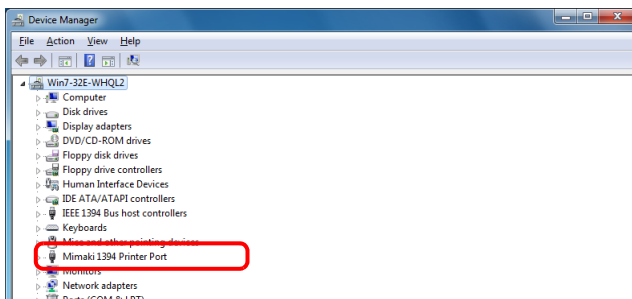 Device Manager
File Action View Help
Win7-32E-WHQL2
Computer
Disk drives
Display adapters
DVD/CD-ROM drives
Floppy disk drives
Floppy drive controllers
Human Interface Devices
IDE ATA/ATAPI controllers
IEEE 1394 Bus host controllers
Keyboards
Mice and other pointing devices
Mimaki 1394 Printer Port
Monitors
Network adapters
Ports (COM & LPT)